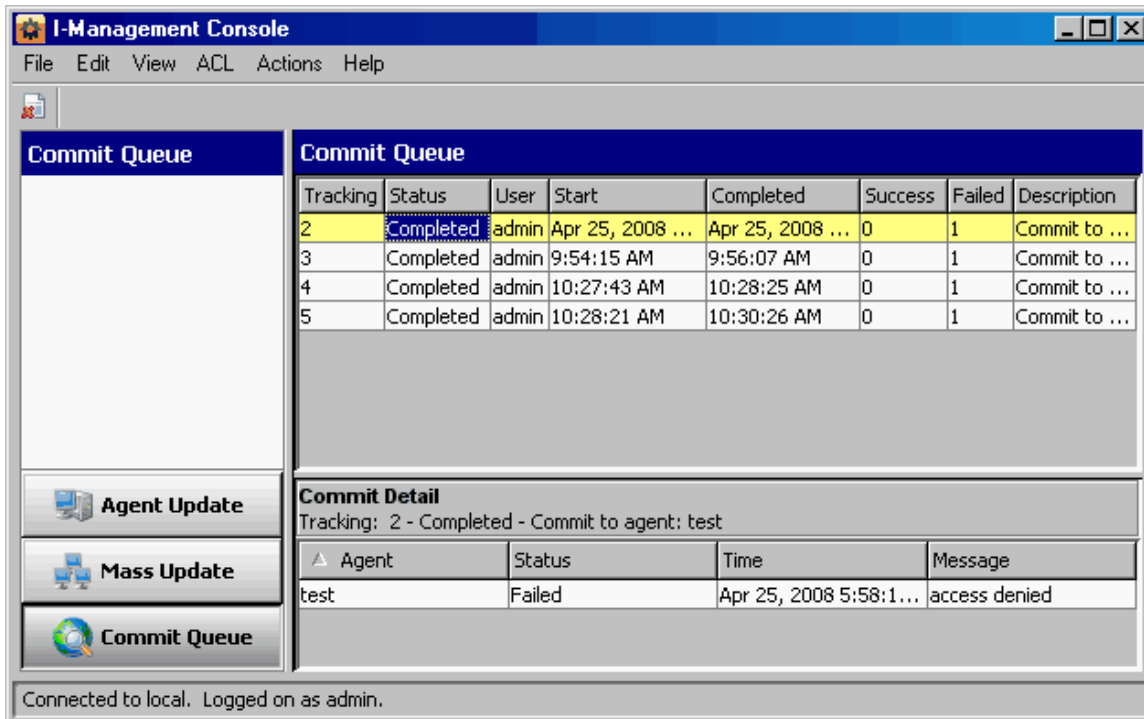 I-Management Console
File Edit View ACL Actions Help
Commit Queue
Commit Queue
Tracking Status User Start Completed Success Failed Description
2 Completed admin Apr 25, 2008 ... Apr 25, 2008 ... 0 1 Commit to ...
3 Completed admin 9:54:15 AM 9:56:07 AM 0 1 Commit to ...
4 Completed admin 10:27:43 AM 10:28:25 AM 0 1 Commit to ...
5 Completed admin 10:28:21 AM 10:30:26 AM 0 1 Commit to ...
Agent Update
Mass Update
Commit Queue
Commit Detail
Tracking: 2 - Completed - Commit to agent: test
Agent Status Time Message
test Failed Apr 25, 2008 5:58:1... access denied
Connected to local. Logged on as admin.